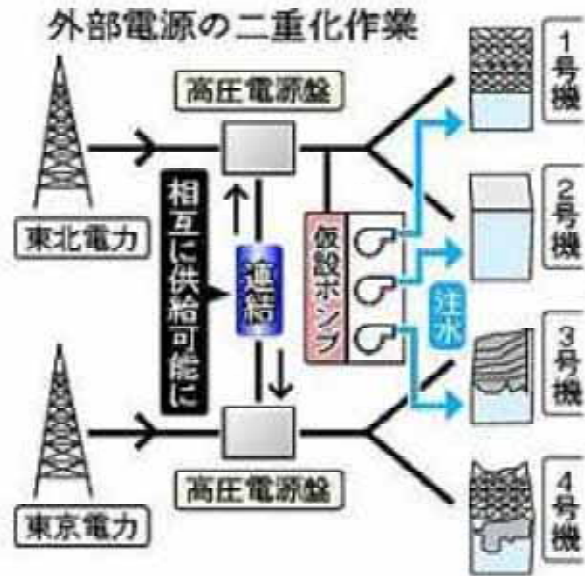 外部電源の二重化作業
高圧電源盤
東北電力
相互に供給可能に
連結
仮設ポンプ
注水
1号機
2号機
3号機
4号機
高圧電源盤
東京電力